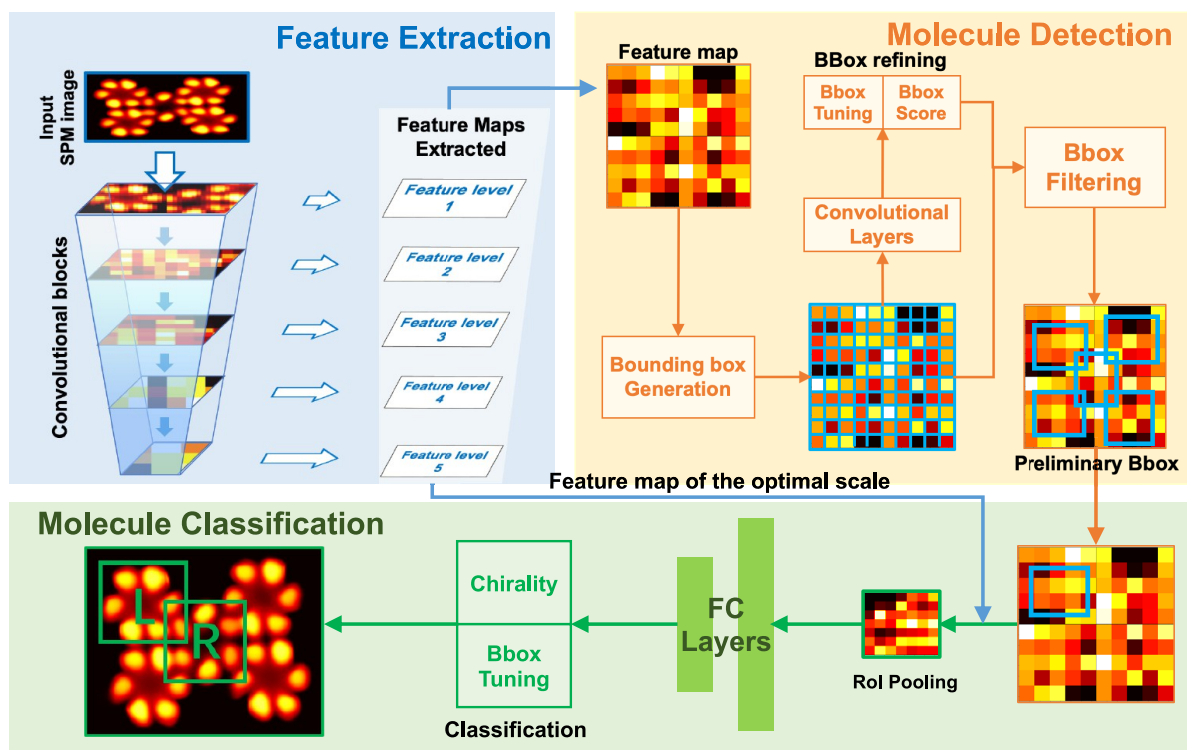 Feature Extraction
Input
SPM image
Convolutional blocks
Feature Maps
Extracted
Feature level
1
Feature level
2
Feature level
3
Feature level
4
Feature level
5
Molecule Detection
Feature map
BBox refining
Bbox
Tuning
Bbox
Score
Convolutional
Layers
Bbox
Filtering
Bounding box
Generation
Preliminary Bbox
Feature map of the optimal scale
Molecule Classification
L
R
Chirality
Bbox
Tuning
Classification
FC
Layers
RoI Pooling